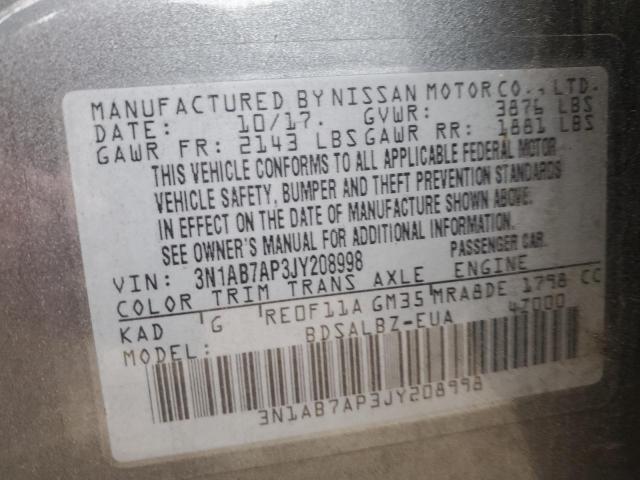 MANUFACTURED BY NISSAN MOTOR CO., LTD.
DATE: 10/17. GVWR: 3876 LBS
GAWR FR: 2143 LBS GAWR RR: 1881 LBS
THIS VEHICLE CONFORMS TO ALL APPLICABLE FEDERAL MOTOR
VEHICLE SAFETY, BUMPER AND THEFT PREVENTION STANDARDS
IN EFFECT ON THE DATE OF MANUFACTURE SHOWN ABOVE.
SEE OWNER'S MANUAL FOR ADDITIONAL INFORMATION.
VIN: 3N1AB7AP3JY208998 PASSENGER CAR.
COLOR TRIM TRANS AXLE ENGINE
KAD G RE0F11A GM35 MRA8DE 1798 CC
MODEL: BDSALBZ-EUA 4Z000
3N1AB7AP3JY208998